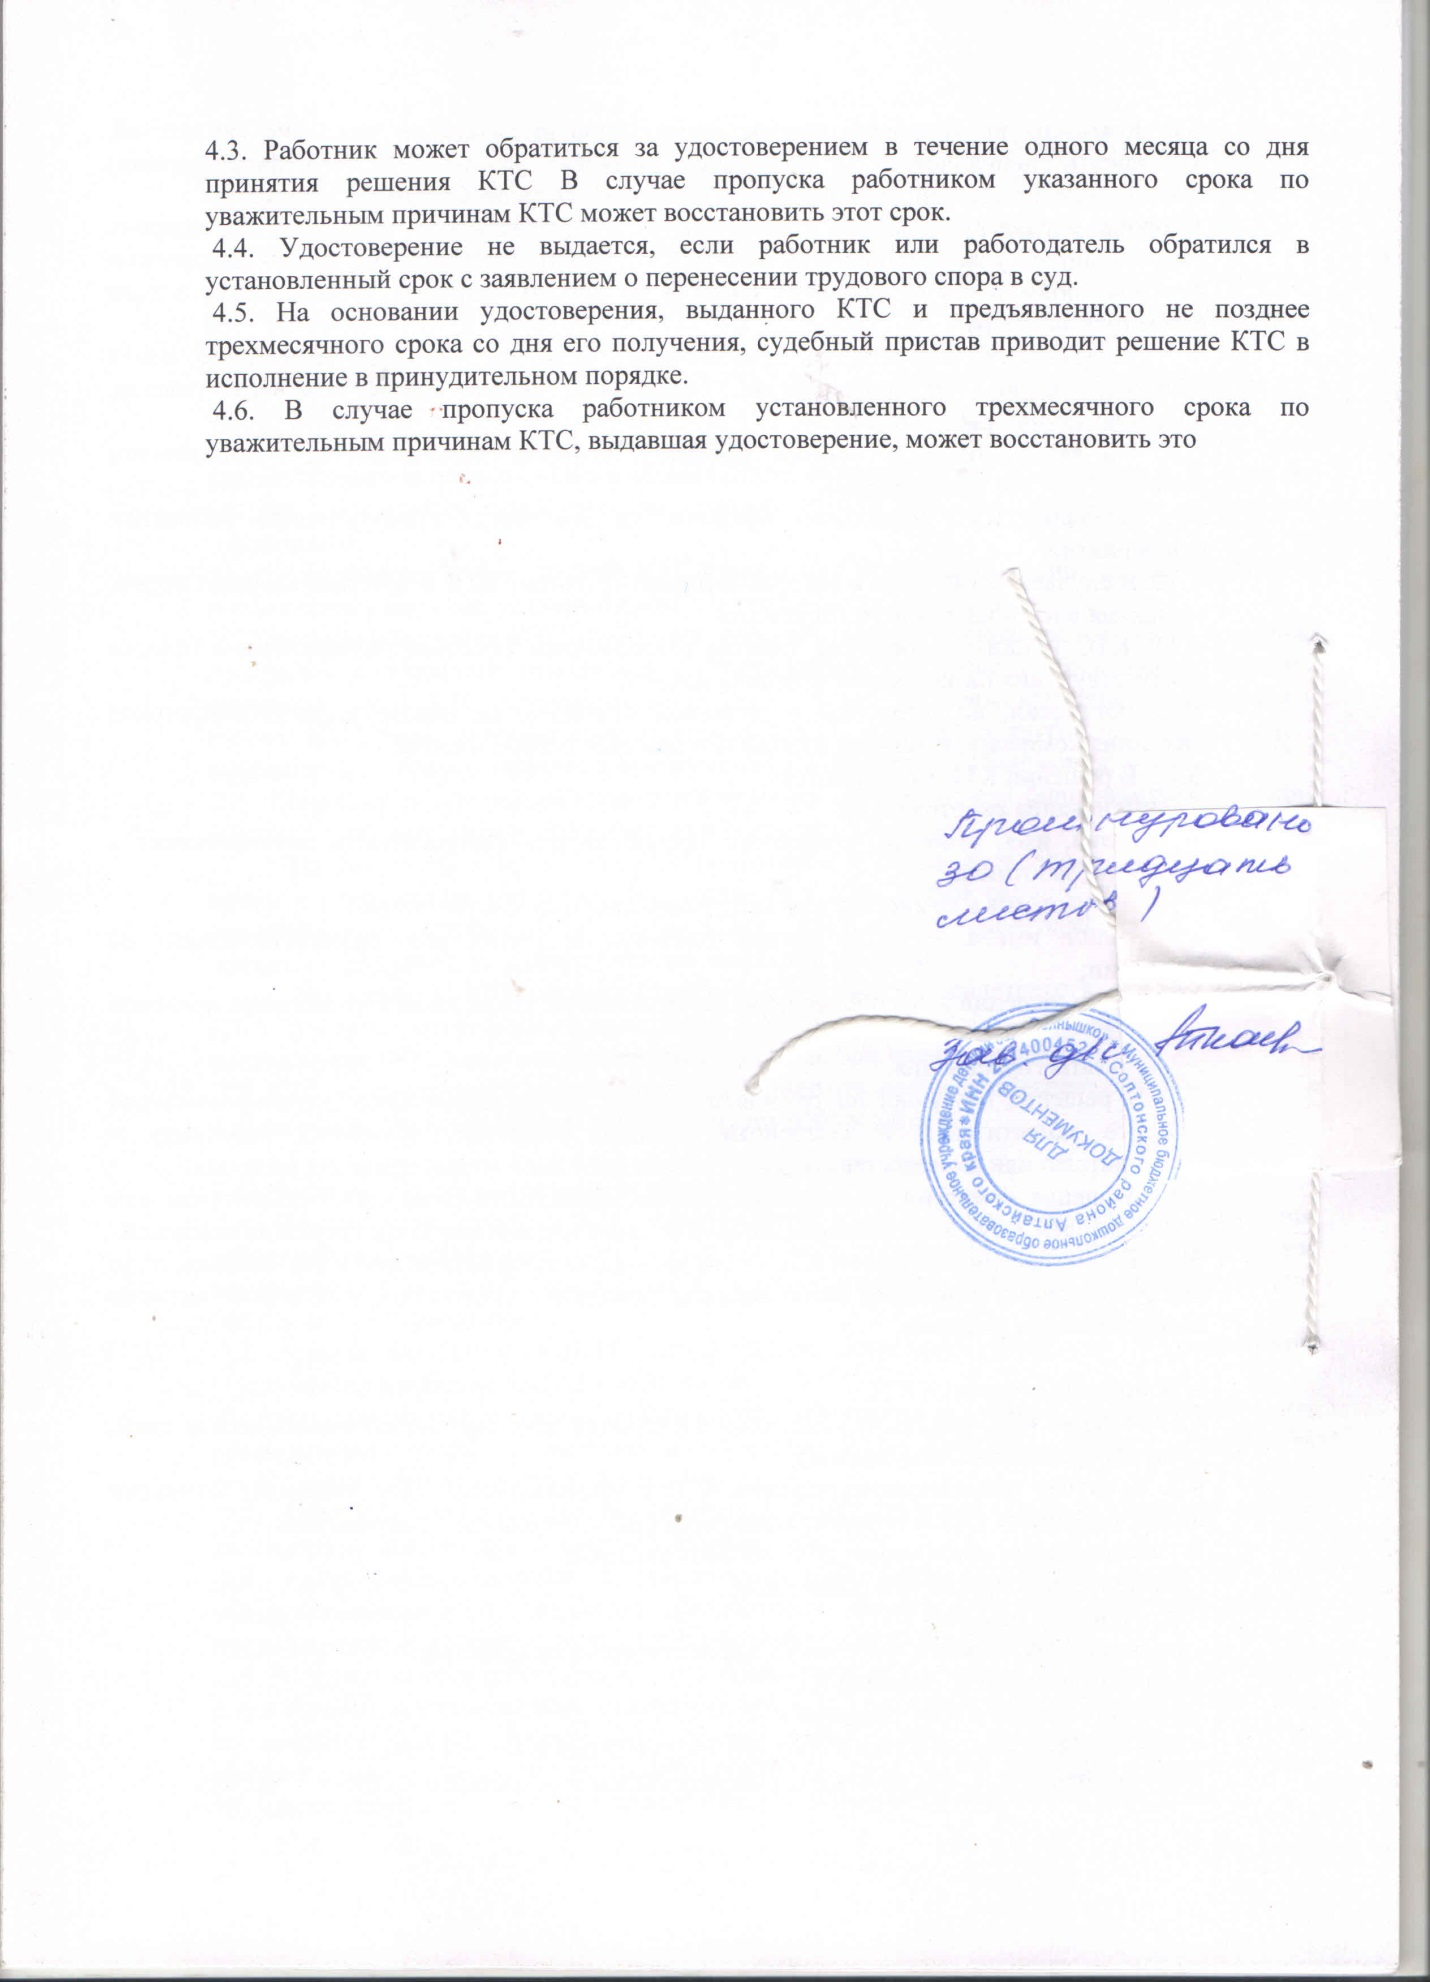 4.3. Работник может обратиться за удостоверением в течение одного месяца со дня
принятия решения КТС В случае пропуска работником указанного срока по
уважительным причинам КТС может восстановить этот срок.
4.4. Удостоверение не выдается, если работник или работодатель обратился в
установленный срок с заявлением о перенесении трудового спора в суд.
4.5. На основании удостоверения, выданного КТС и предъявленного не позднее
трехмесячного срока со дня его получения, судебный пристав приводит решение КТС в
исполнение в принудительном порядке.
4.6. В случае пропуска работником установленного трехмесячного срока по
уважительным причинам КТС, выдавшая удостоверение, может восстановить это
30 (тридцать
листов)
Зав д/с
Муниципальное бюджетное дошкольное образовательное учреждение
Солтонского района Алтайского края * ИНН
ДЛЯ
ДОКУМЕНТОВ